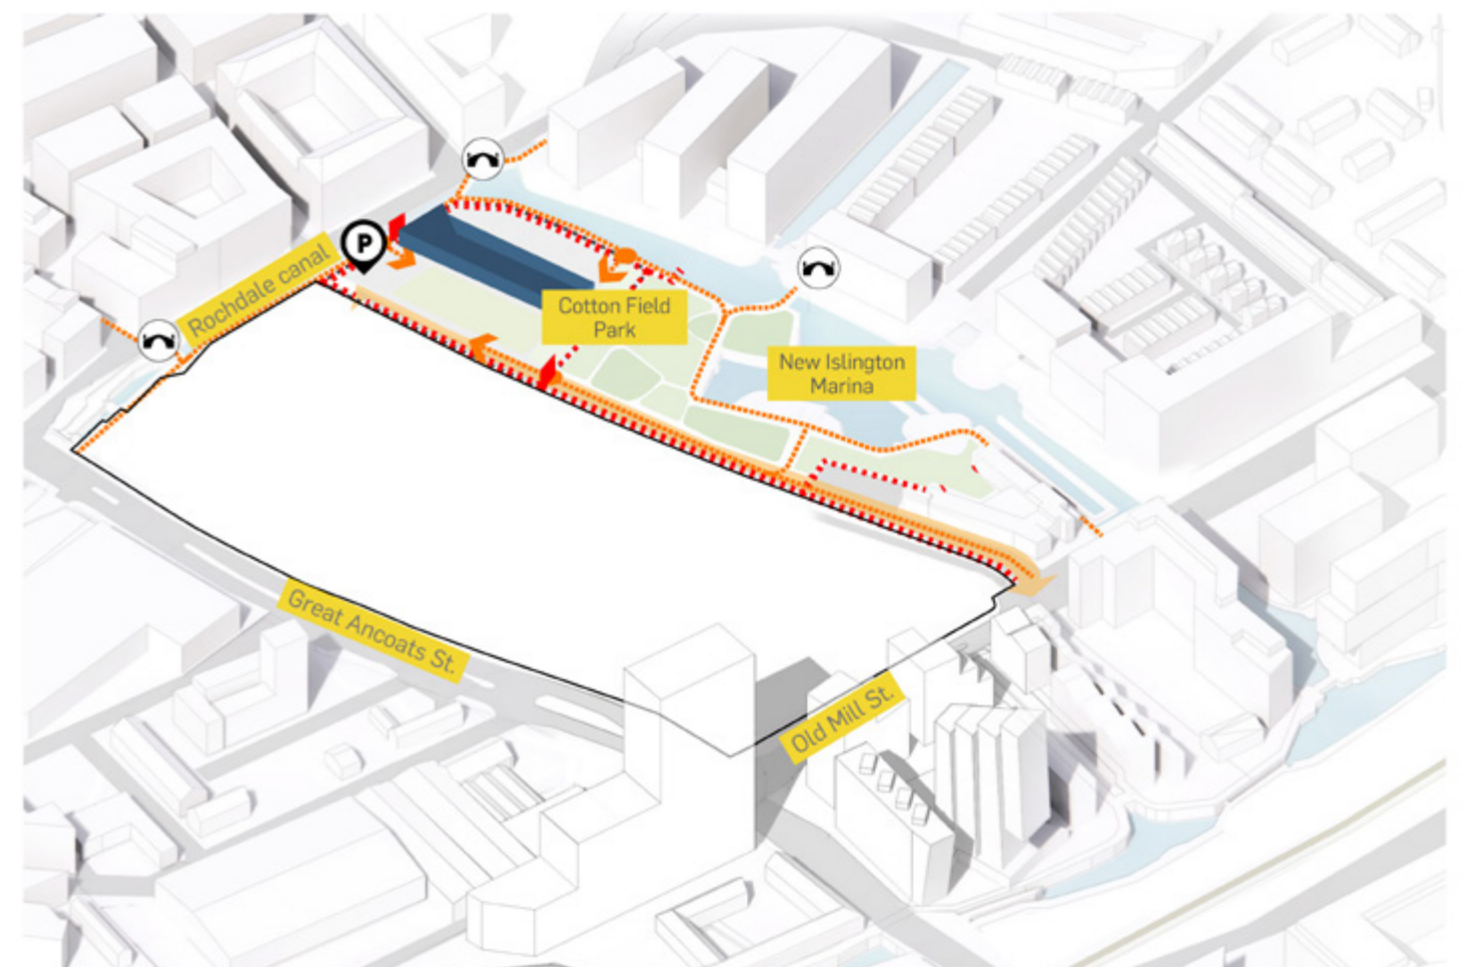 P
Rochdale canal
Cotton Field
Park
New Islington
Marina
Great Ancoats St.
Old Mill St.